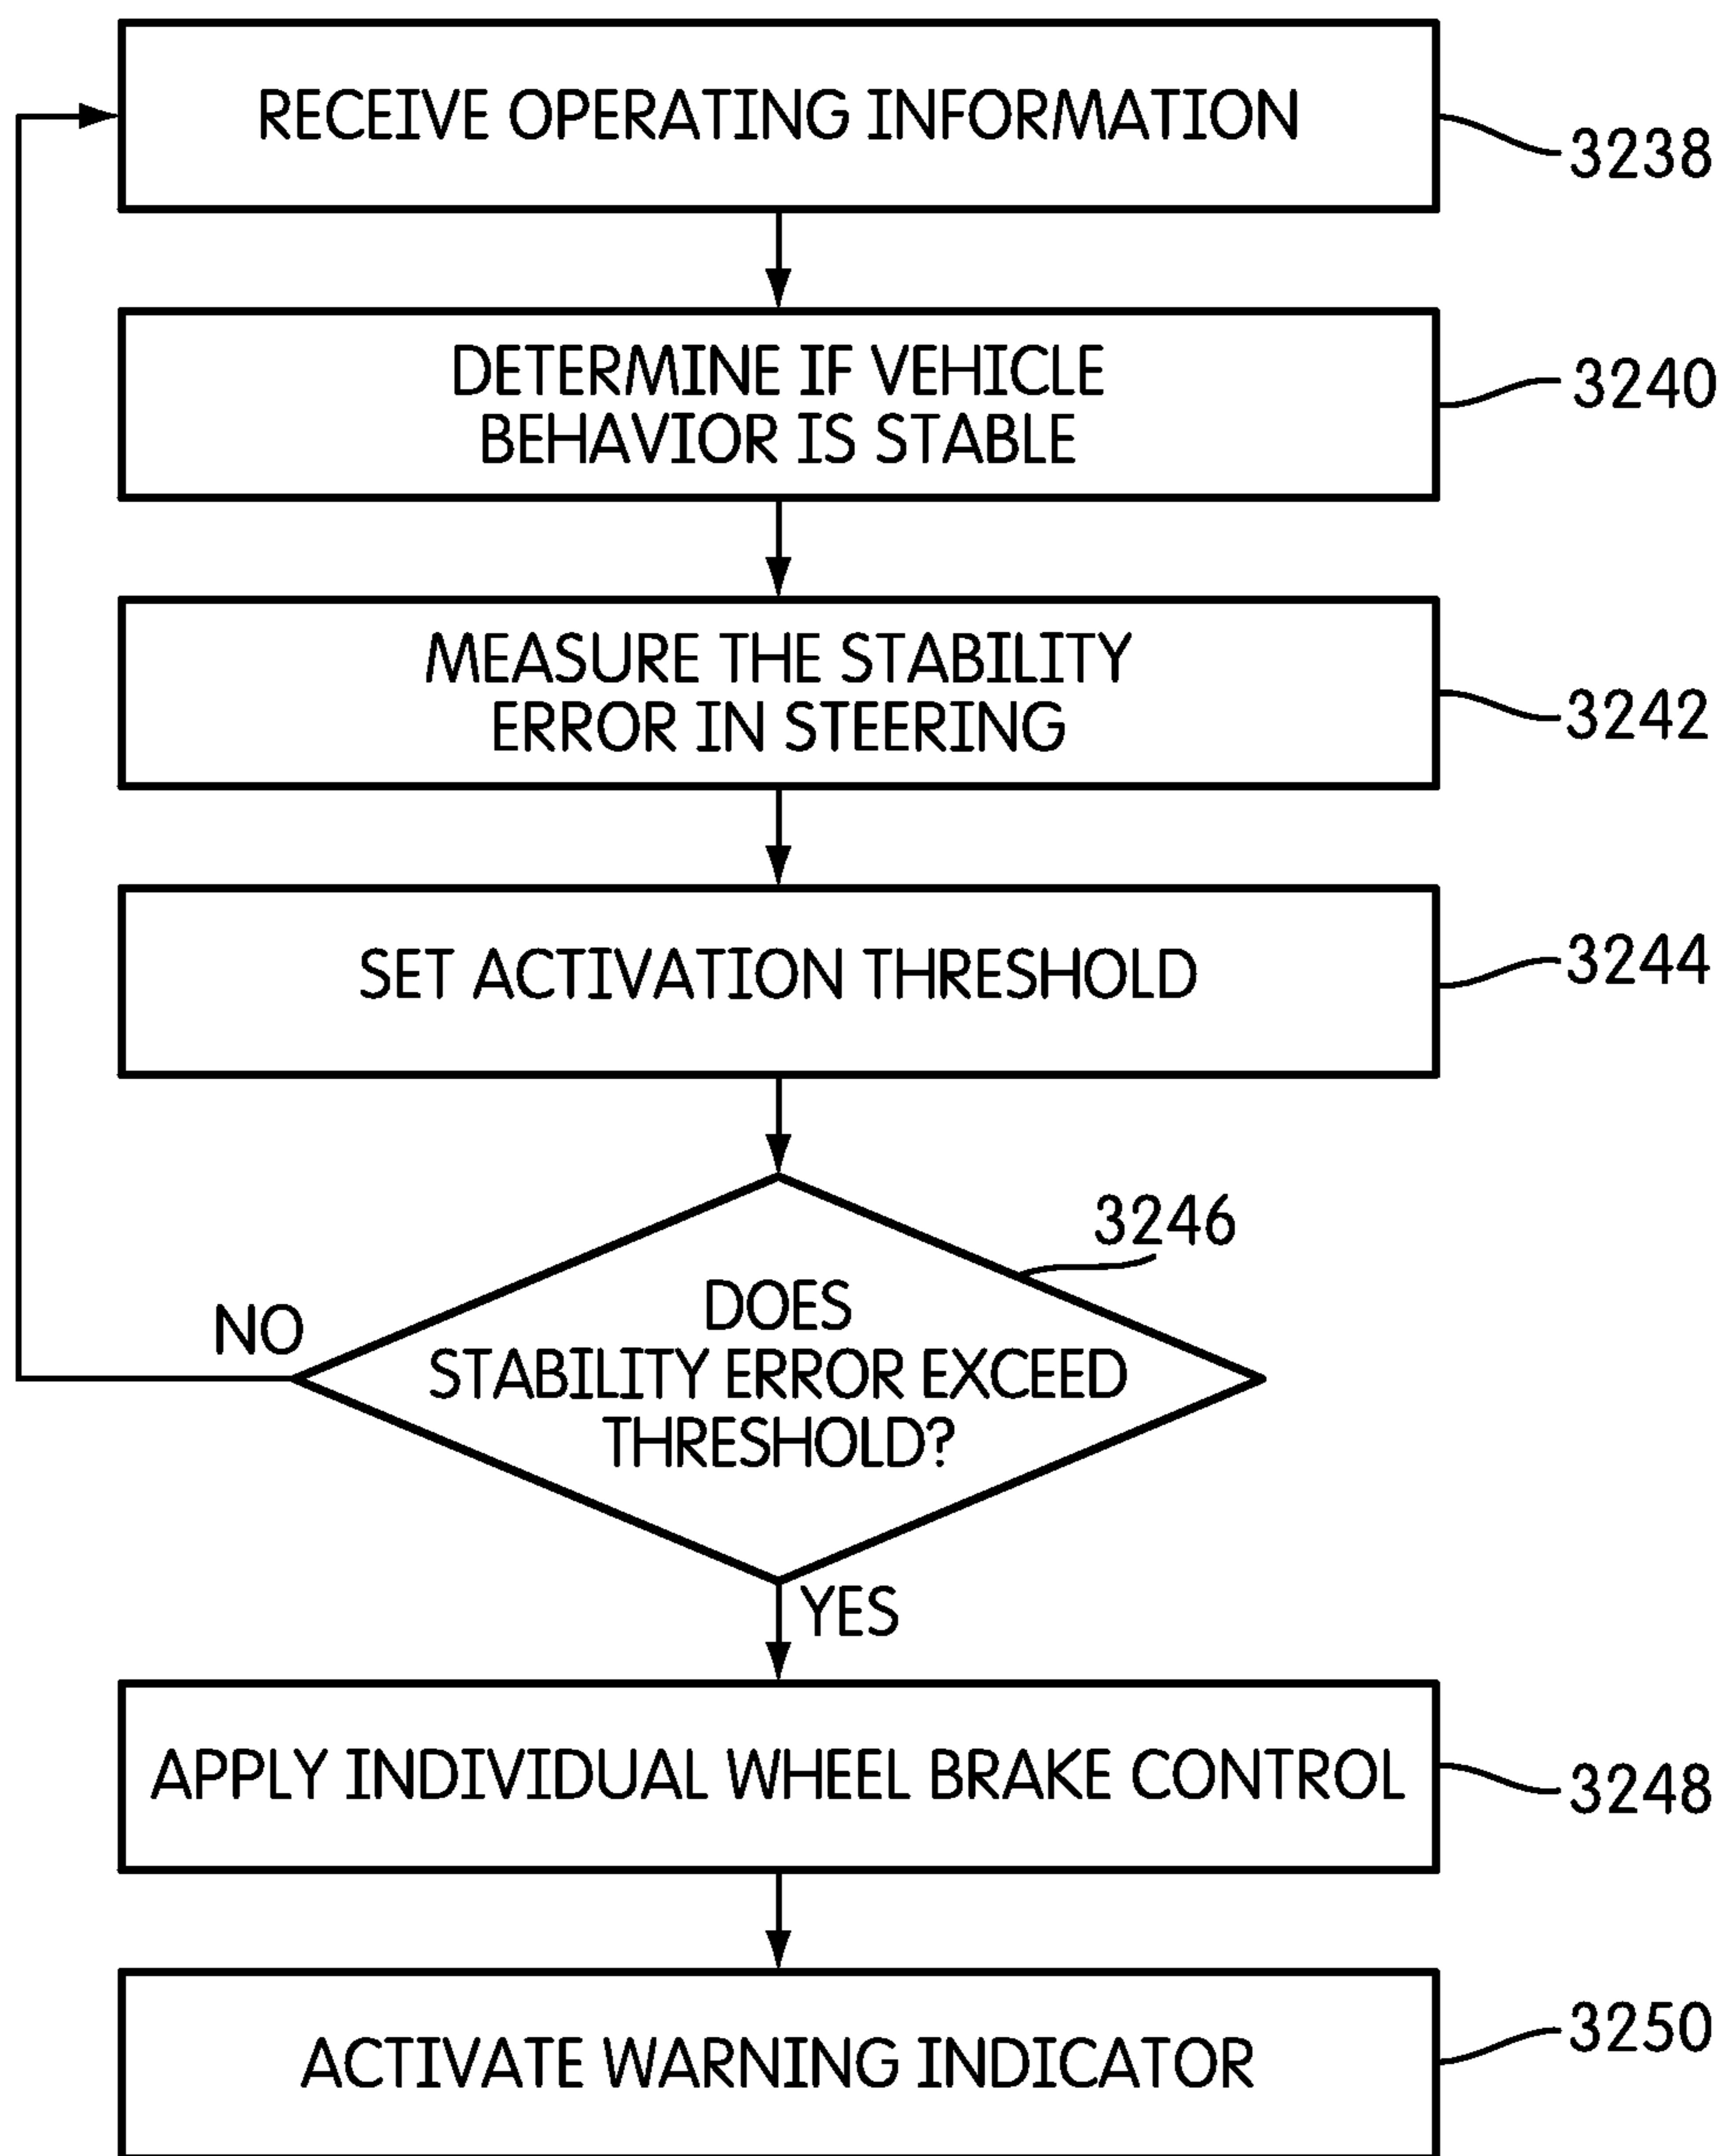 RECEIVE OPERATING INFORMATION
3238
DETERMINE IF VEHICLE
BEHAVIOR IS STABLE
3240
MEASURE THE STABILITY
ERROR IN STEERING
3242
SET ACTIVATION THRESHOLD
3244
3246
DOES
STABILITY ERROR EXCEED
THRESHOLD?
NO
YES
APPLY INDIVIDUAL WHEEL BRAKE CONTROL
3248
ACTIVATE WARNING INDICATOR
3250